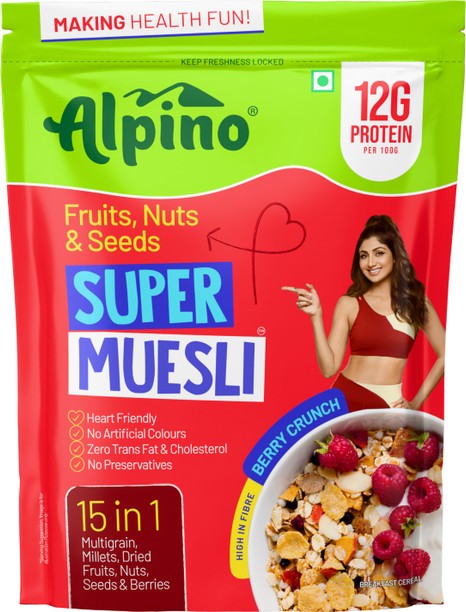 MAKING HEALTH FUN!
KEEP FRESHNESS LOCKED
Alpino®
12G
PROTEIN
PER 100G
Fruits, Nuts
& Seeds
SUPER
MUESLI™
Heart Friendly
No Artificial Colours
Zero Trans Fat & Cholesterol
No Preservatives
BERRY CRUNCH
HIGH IN FIBRE
15 in 1
Multigrain,
Millets, Dried
Fruits, Nuts,
Seeds & Berries
BREAKFAST CEREAL